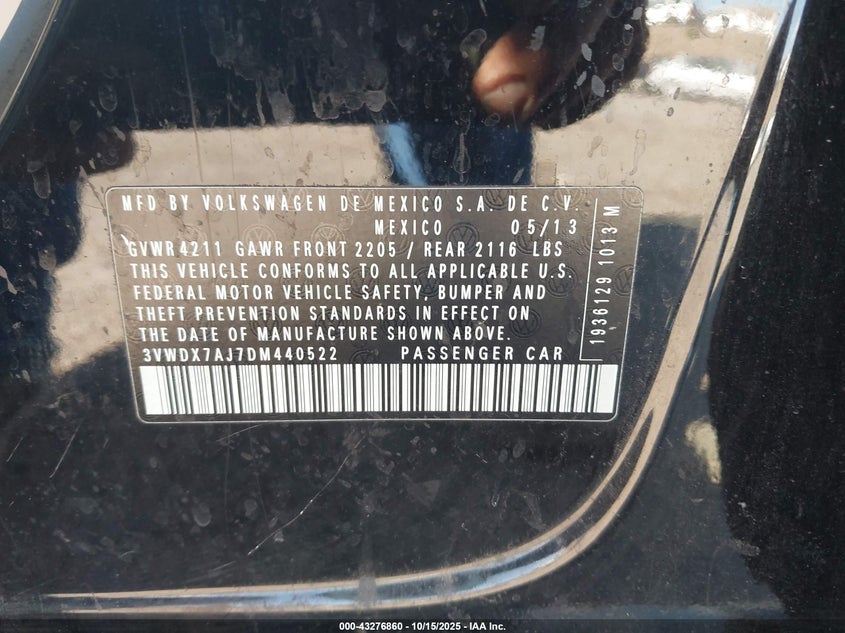 MFD BY VOLKSWAGEN DE MEXICO S.A. DE C.V.
MEXICO 05/13
GVWR 4211 GAWR FRONT 2205 / REAR 2116 LBS
THIS VEHICLE CONFORMS TO ALL APPLICABLE U.S.
FEDERAL MOTOR VEHICLE SAFETY, BUMPER AND
THEFT PREVENTION STANDARDS IN EFFECT ON
THE DATE OF MANUFACTURE SHOWN ABOVE.
3VWDX7AJ7DM440522 PASSENGER CAR
1936129 1013 M
000-43276860 - 10/15/2025 - IAA Inc.